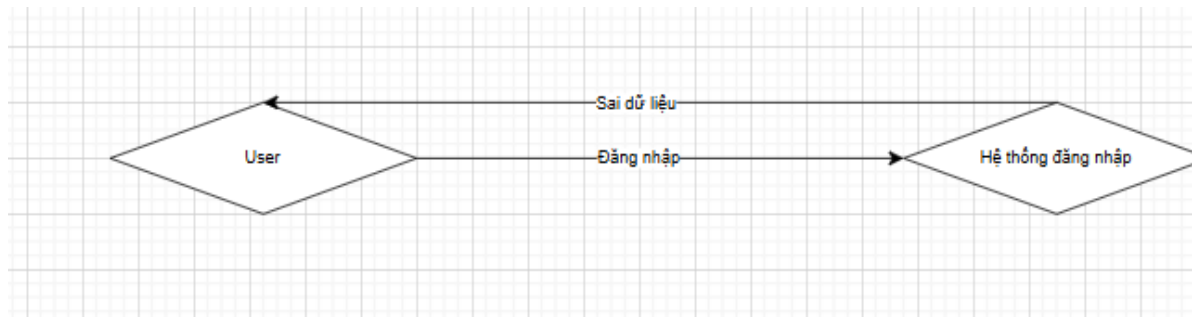 Sai dữ liệu
User
Đăng nhập
Hệ thống đăng nhập